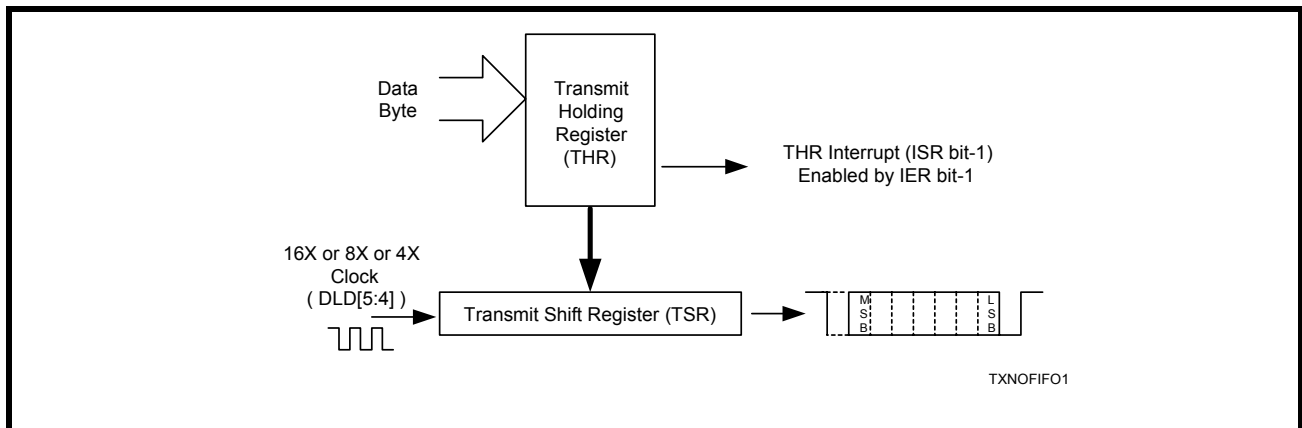 Data
Byte
Transmit
Holding
Register
(THR)
THR Interrupt (ISR bit-1)
Enabled by IER bit-1
16X or 8X or 4X
Clock
( DLD[5:4] )
Transmit Shift Register (TSR)
M
S
B
L
S
B
TXNOFIFO1